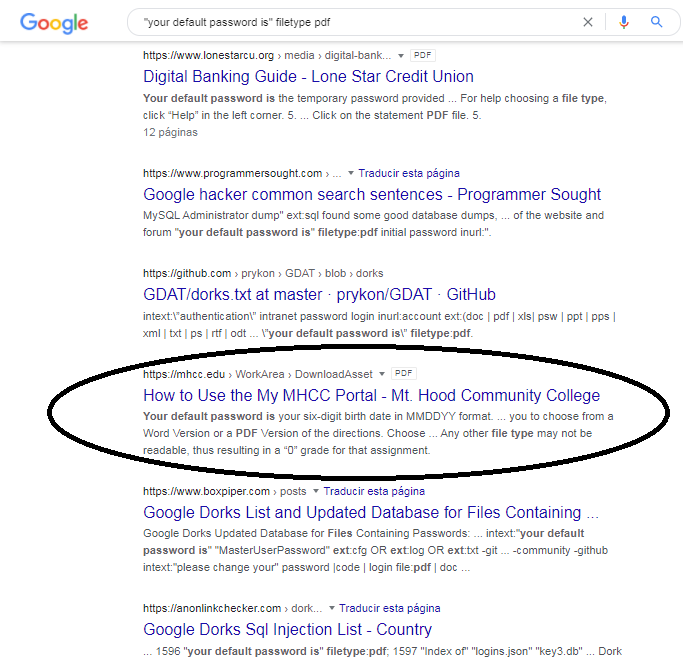 Google
"your default password is" filetype pdf
https://www.lonestarcu.org › media › digital-bank... PDF
Digital Banking Guide - Lone Star Credit Union
Your default password is the temporary password provided ... For help choosing a file type,
click “Help” in the left corner. 5. ... Click on the statement PDF file. 5.
12 páginas
https://www.programmersought.com › ... Traducir esta página
Google hacker common search sentences - Programmer Sought
MySQL Administrator dump" ext:sql found some good database dumps, ... of the website and
forum "your default password is" filetype:pdf initial password inurl:".
https://github.com › prykon › GDAT › blob › dorks
GDAT/dorks.txt at master · prykon/GDAT · GitHub
intext:\"authentication\" intranet password login inurl:account ext:(doc | pdf | xls| psw | ppt | pps |
xml | txt | ps | rtf | odt ... \"your default password is\" filetype:pdf.
https://mhcc.edu › WorkArea › DownloadAsset PDF
How to Use the My MHCC Portal - Mt. Hood Community College
Your default password is your six-digit birth date in MMDDYY format. ... you to choose from a
Word Version or a PDF Version of the directions. Choose ... Any other file type may not be
readable, thus resulting in a “0” grade for that assignment.
https://www.boxpiper.com › posts Traducir esta página
Google Dorks List and Updated Database for Files Containing ...
Google Dorks Updated Database for Files Containing Passwords: ... intext:"your default
password is" "MasterUserPassword" ext:cfg OR ext:log OR ext:txt -git ... -community -github
intext:"please change your" password |code | login file:pdf | doc ...
https://anonlinkchecker.com › dork... Traducir esta página
Google Dorks Sql Injection List - Country
... 1596 "your default password is" filetype:pdf; 1597 "Index of" "logins.json" "key3.db" ... Dork